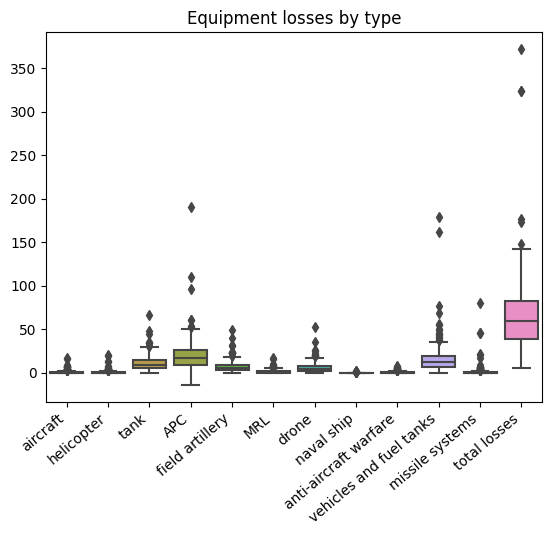 Equipment losses by type
350
300
250
200
150
100
50
0
aircraft
helicopter
tank
APC
field artillery
MRL
drone
naval ship
anti-aircraft warfare
vehicles and fuel tanks
missile systems
total losses